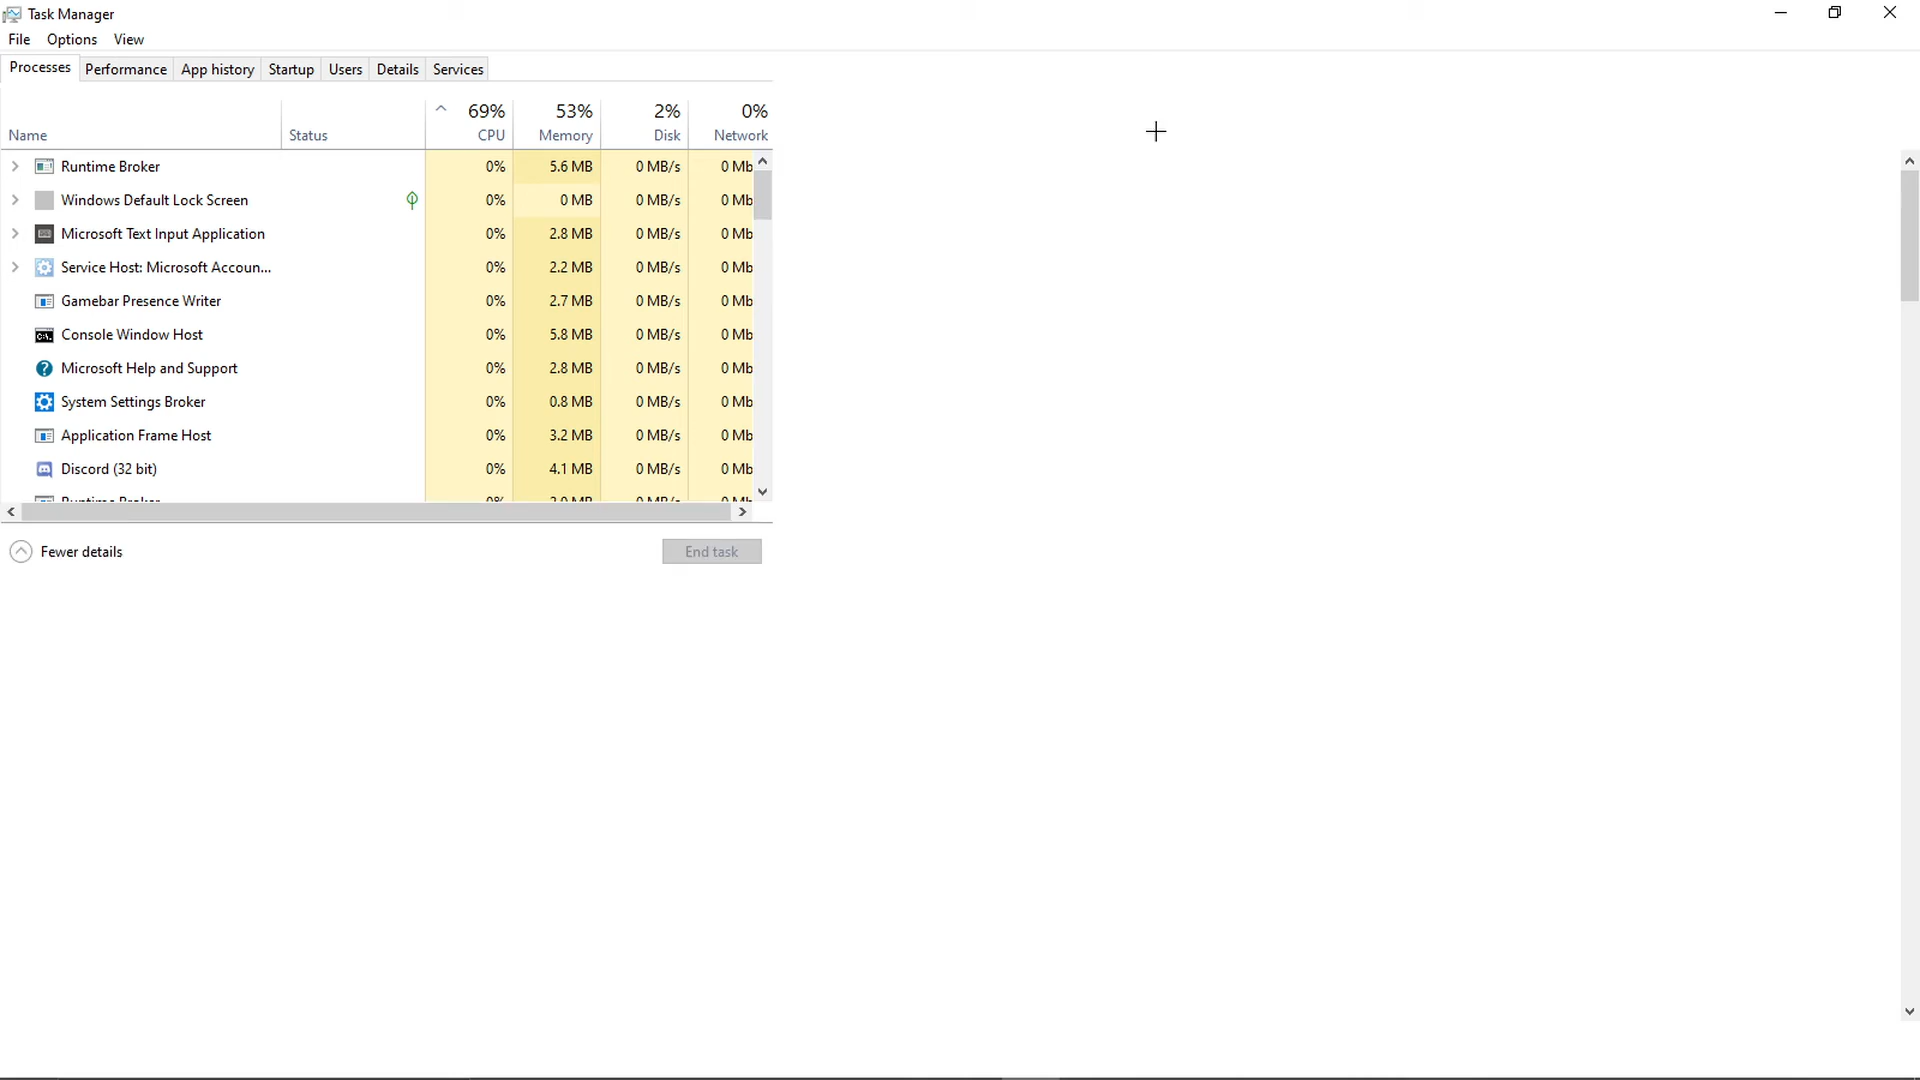 Task Manager
File Options View
Processes Performance App history Startup Users Details Services
69% 53% 2% 0%
Name Status CPU Memory Disk Network
Runtime Broker 0% 5.6 MB 0 MB/s 0 Mb
Windows Default Lock Screen 0% 0 MB 0 MB/s 0 Mb
Microsoft Text Input Application 0% 2.8 MB 0 MB/s 0 Mb
Service Host: Microsoft Accoun... 0% 2.2 MB 0 MB/s 0 Mb
Gamebar Presence Writer 0% 2.7 MB 0 MB/s 0 Mb
Console Window Host 0% 5.8 MB 0 MB/s 0 Mb
Microsoft Help and Support 0% 2.8 MB 0 MB/s 0 Mb
System Settings Broker 0% 0.8 MB 0 MB/s 0 Mb
Application Frame Host 0% 3.2 MB 0 MB/s 0 Mb
Discord (32 bit) 0% 4.1 MB 0 MB/s 0 Mb
Fewer details End task